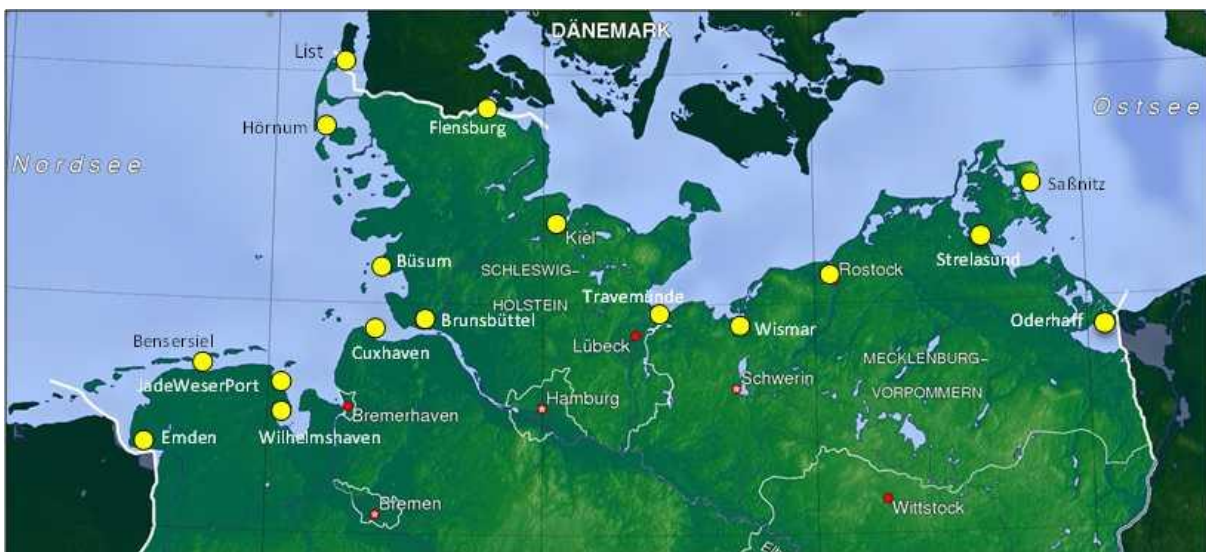 DÄNEMARK
List
Ostsee
Hörnum
Flensburg
Nordsee
Saßnitz
Kiel
Strelasund
Büsum
SCHLESWIG-
HOLSTEIN
Rostock
Travemünde
Brunsbüttel
Wismar
Oderhaff
Cuxhaven
Lübeck
Bensersiel
MECKLENBURG-
VORPOMMERN
JadeWeserPort
Schwerin
Hamburg
Bremerhaven
Emden
Wilhelmshaven
Bremen
Wittstock